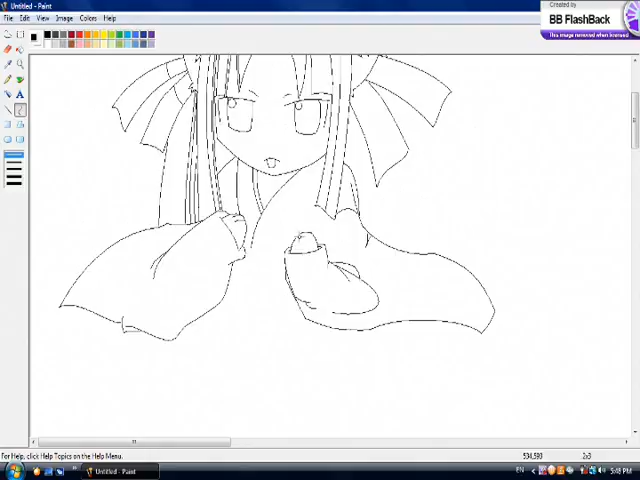 Untitled - Paint
Created by
BB FlashBack
This image removed when licensed
File Edit View Image Colors Help
For Help, click Help Topics on the Help Menu.
534,593
2x3
Untitled - Paint
EN
5:48 PM